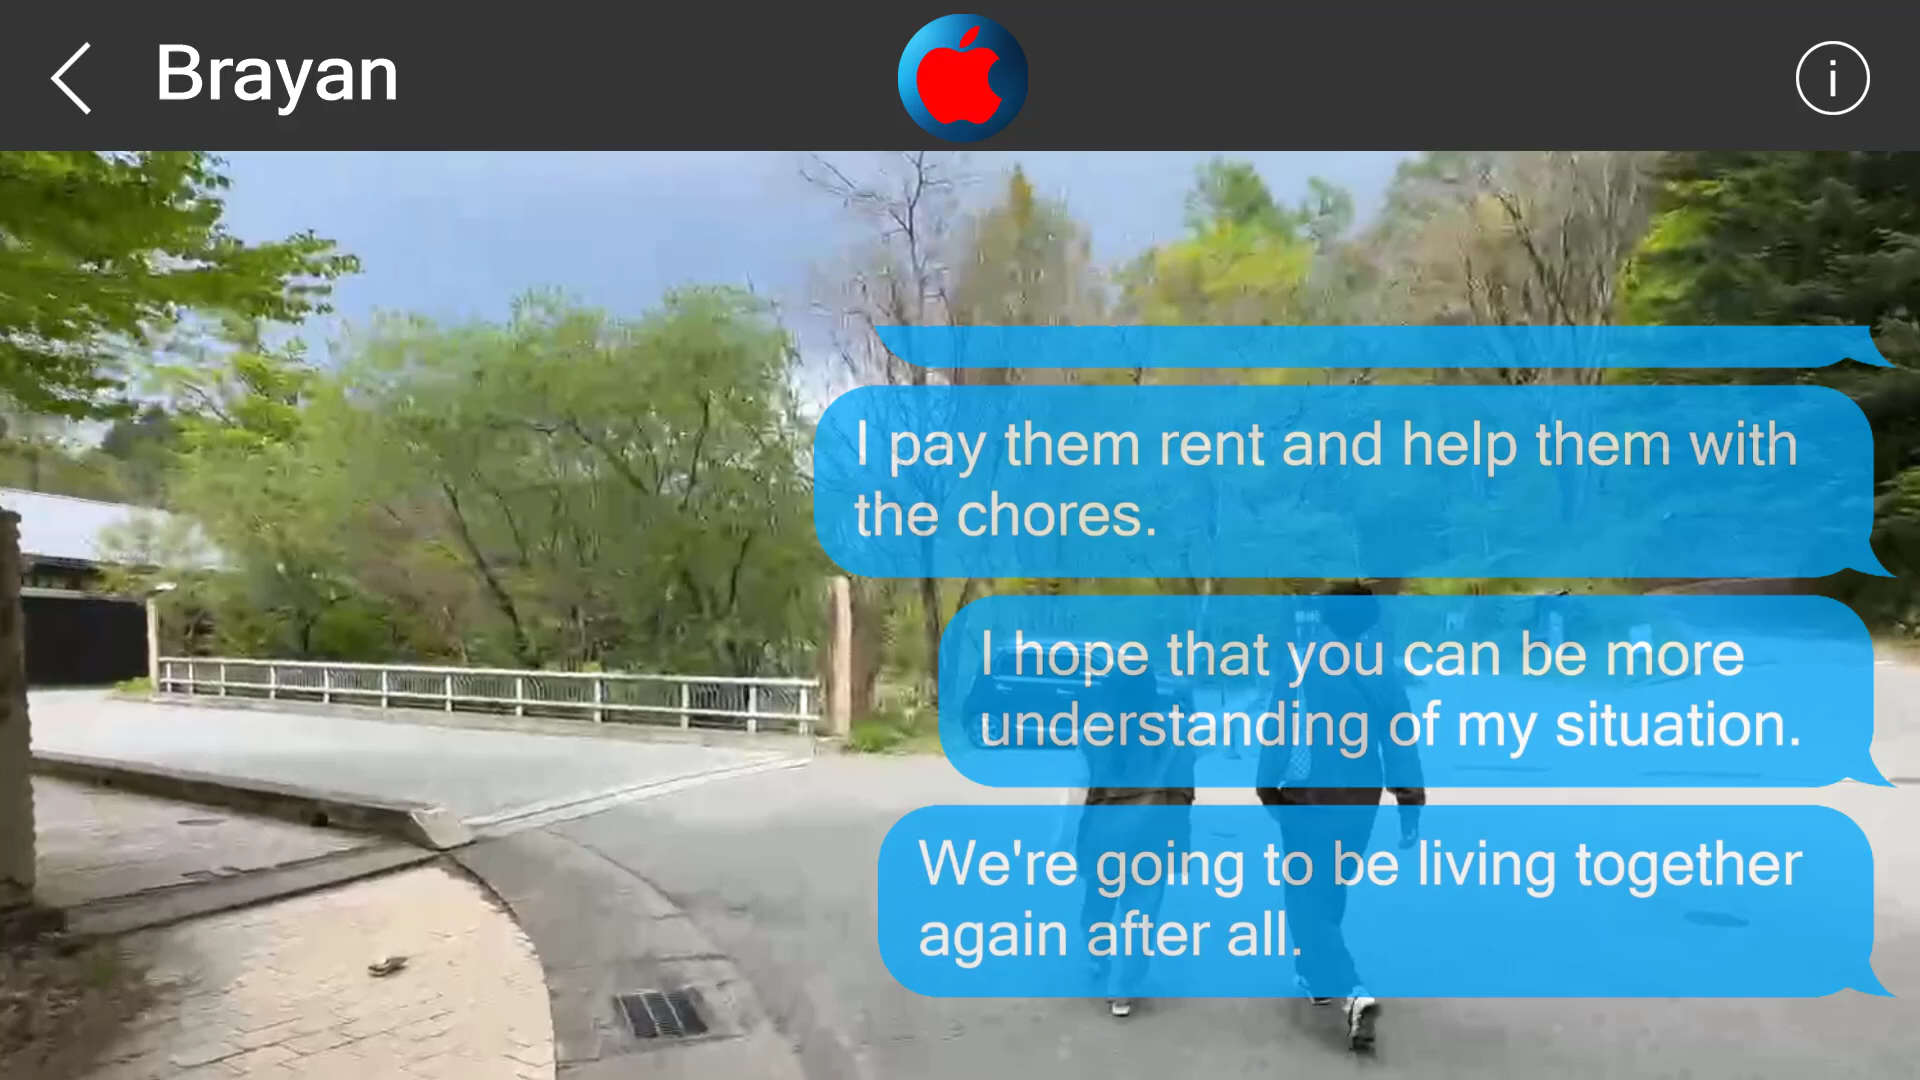 Brayan
i
I pay them rent and help them with
the chores.
I hope that you can be more
understanding of my situation.
We're going to be living together
again after all.